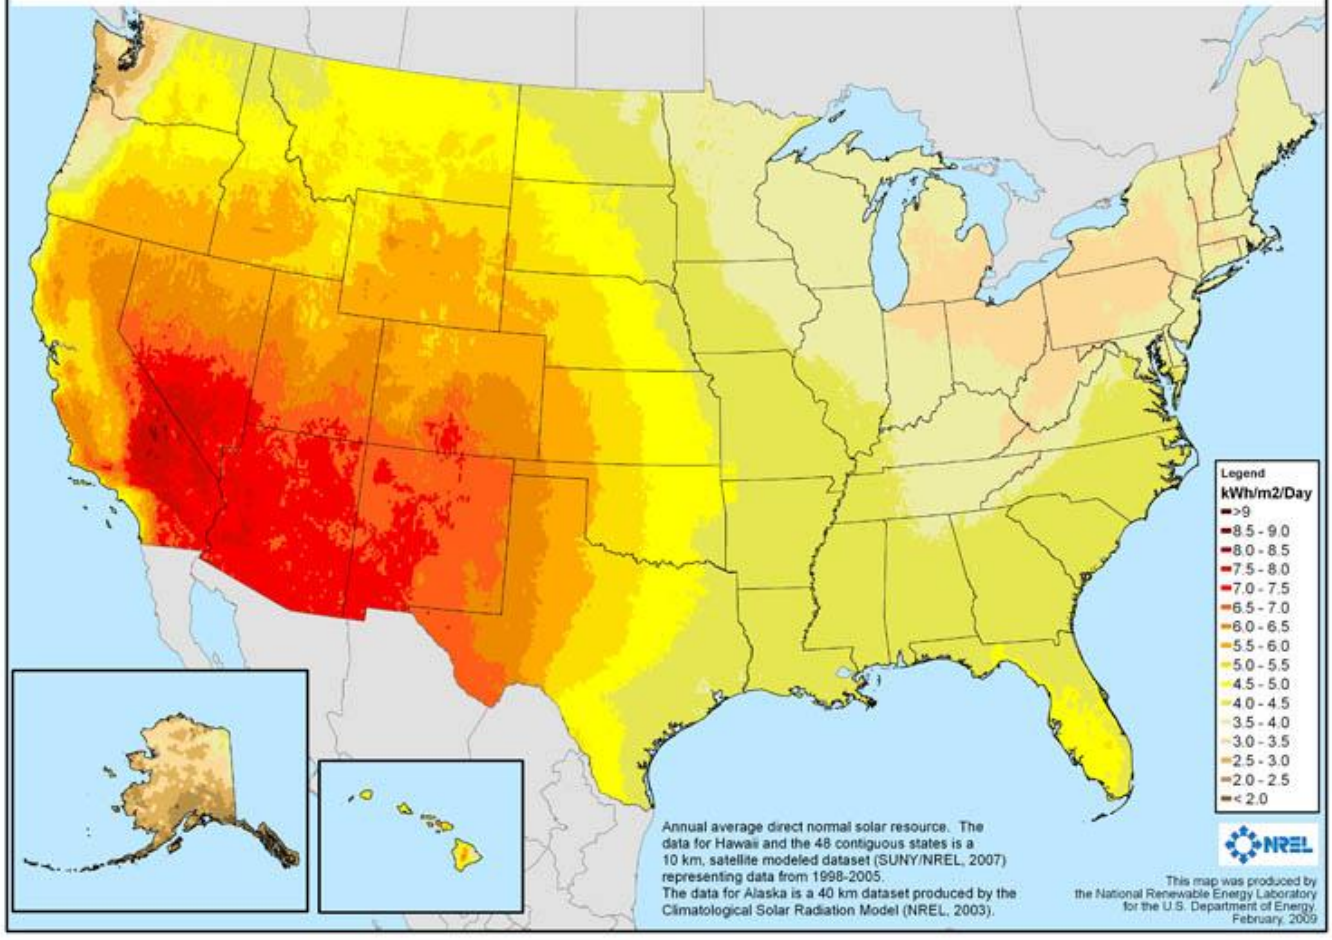 Legend
kWh/m2/Day
>9
8.5 - 9.0
8.0 - 8.5
7.5 - 8.0
7.0 - 7.5
6.5 - 7.0
6.0 - 6.5
5.5 - 6.0
5.0 - 5.5
4.5 - 5.0
4.0 - 4.5
3.5 - 4.0
3.0 - 3.5
2.5 - 3.0
2.0 - 2.5
< 2.0
Annual average direct normal solar resource. The
data for Hawaii and the 48 contiguous states is a
10 km, satellite modeled dataset (SUNY/NREL, 2007)
representing data from 1998-2005.
The data for Alaska is a 40 km dataset produced by the
Climatological Solar Radiation Model (NREL, 2003).
NREL
This map was produced by
the National Renewable Energy Laboratory
for the U.S. Department of Energy.
February, 2009